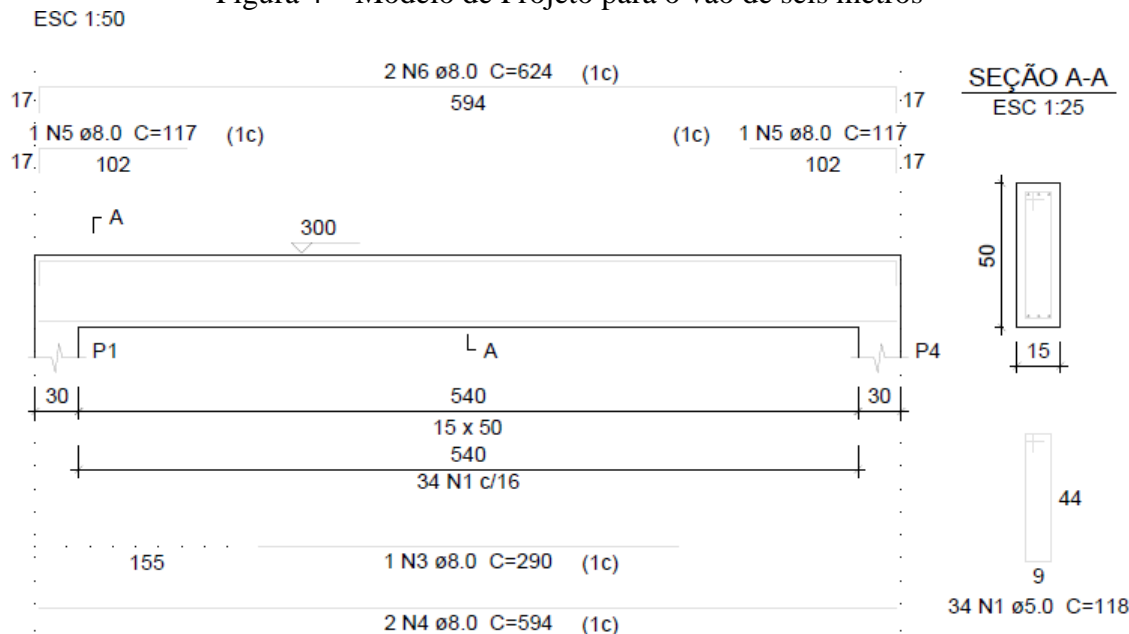 Figura 4 – Modelo de Projeto para o vão de seis metros
ESC 1:50
2 N6 ø8.0 C=624 (1c)
17 594 17
1 N5 ø8.0 C=117 (1c)
(1c) 1 N5 ø8.0 C=117
17 102
102 17
SEÇÃO A-A
ESC 1:25
A
300
50
P1
A
P4
15
30 540 30
15 x 50
540
34 N1 c/16
44
155
1 N3 ø8.0 C=290 (1c)
9
34 N1 ø5.0 C=118
2 N4 ø8.0 C=594 (1c)